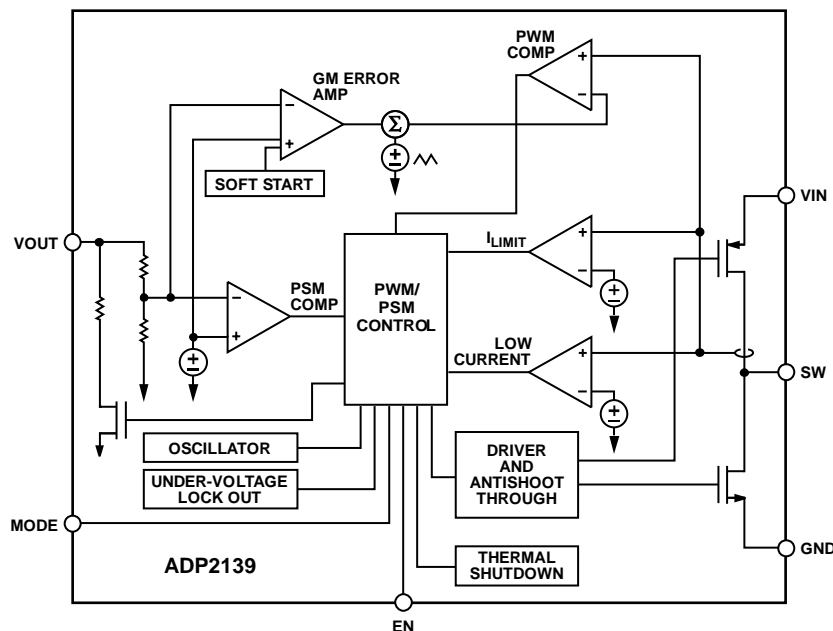 PWM
COMP
GM ERROR
AMP
Σ
SOFT START
VIN
VOUT
I_LIMIT
PSM
COMP
PWM/
PSM
CONTROL
LOW
CURRENT
SW
OSCILLATOR
DRIVER
AND
ANTISHOOT
THROUGH
UNDER-VOLTAGE
LOCK OUT
MODE
GND
THERMAL
SHUTDOWN
ADP2139
EN